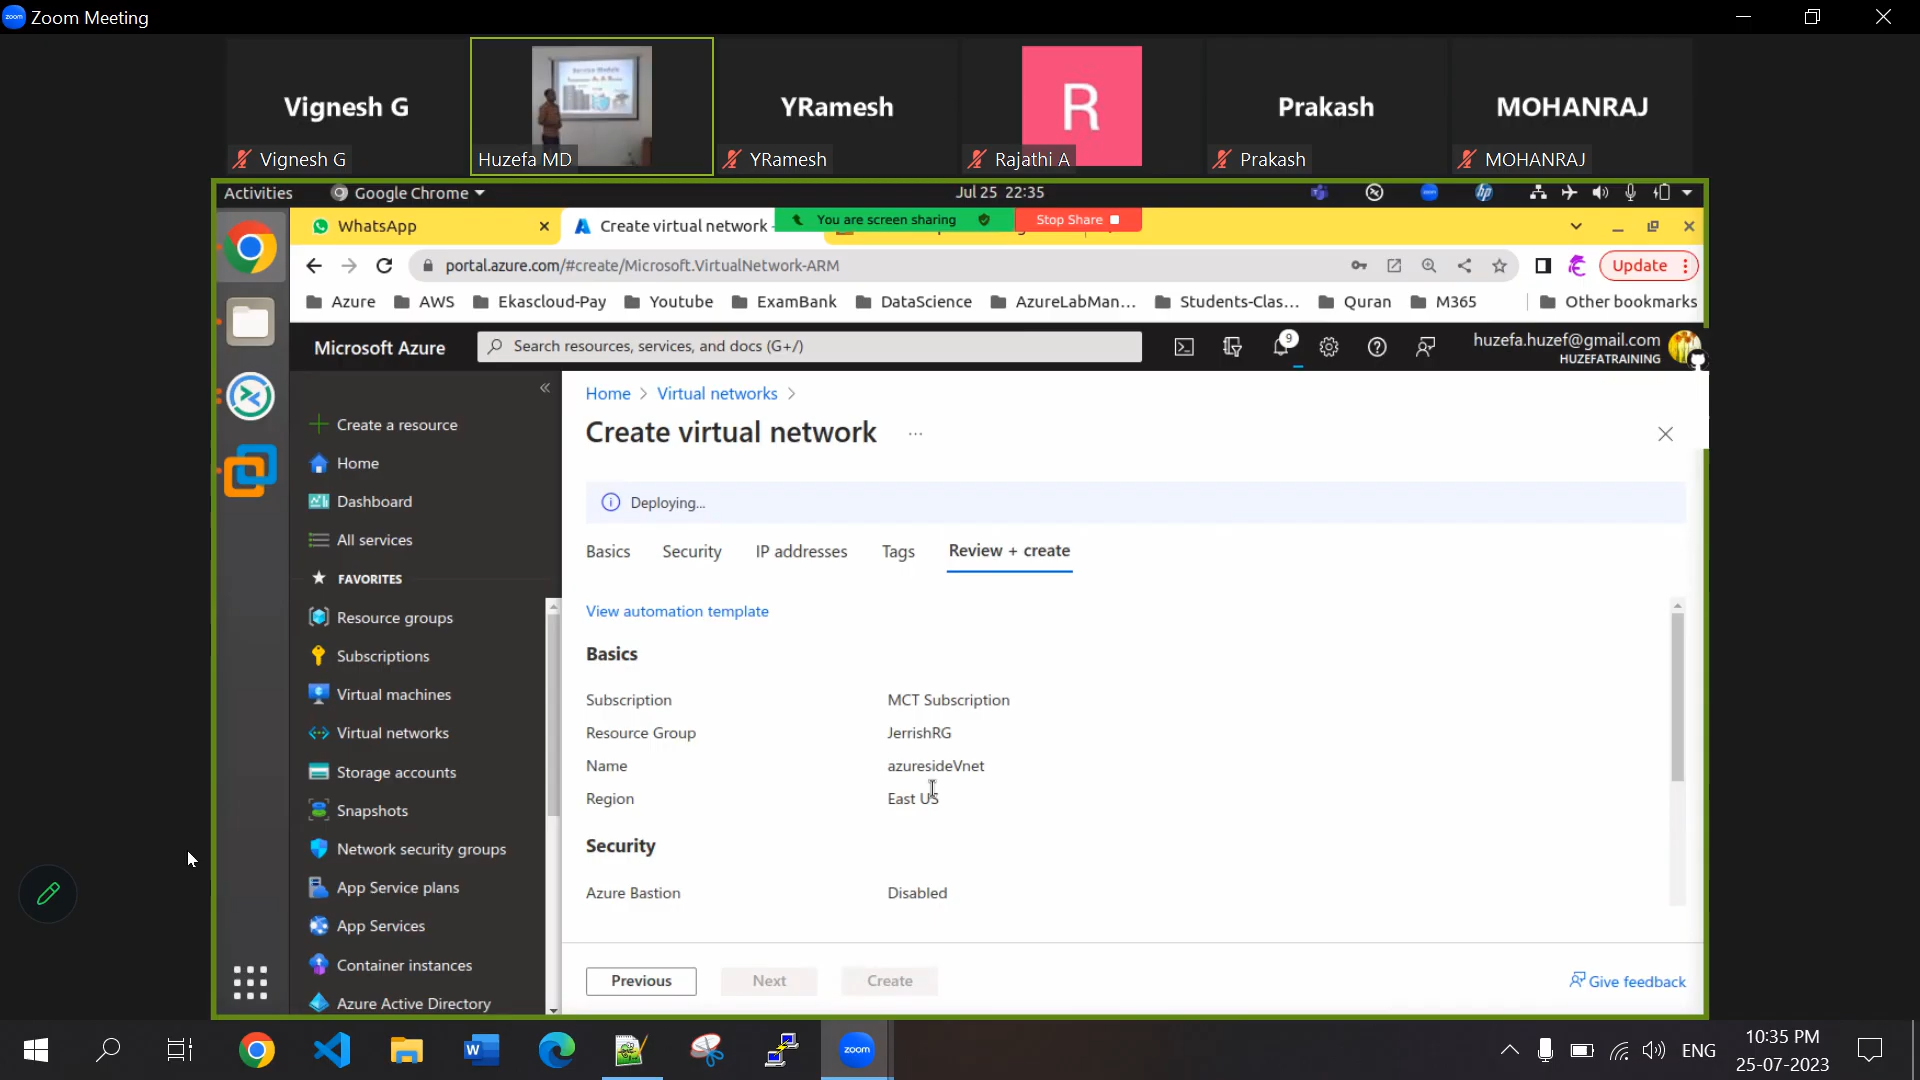 Zoom Meeting
Vignesh G
YRamesh
R
Prakash
MOHANRAJ
Vignesh G
Huzefa MD
YRamesh
Rajathi A
Prakash
MOHANRAJ
Activities
Google Chrome
Jul 25 22:35
zoom
hp
WhatsApp
Create virtual network
You are screen sharing
Stop Share
portal.azure.com/#create/Microsoft.VirtualNetwork-ARM
Update
Azure
AWS
Ekascloud-Pay
Youtube
ExamBank
DataScience
AzureLabMan...
Students-Clas...
Quran
M365
Other bookmarks
Microsoft Azure
Search resources, services, and docs (G+/)
9
huzefa.huzef@gmail.com
HUZEFATRAINING
Create a resource
Home
Dashboard
All services
FAVORITES
Resource groups
Subscriptions
Virtual machines
Virtual networks
Storage accounts
Snapshots
Network security groups
App Service plans
App Services
Container instances
Azure Active Directory
Home > Virtual networks >
Create virtual network ...
Deploying...
Basics
Security
IP addresses
Tags
Review + create
View automation template
Basics
Subscription MCT Subscription
Resource Group JerrishRG
Name azuresideVnet
Region East US
Security
Azure Bastion Disabled
Previous
Next
Create
Give feedback
zoom
ENG
10:35 PM
25-07-2023